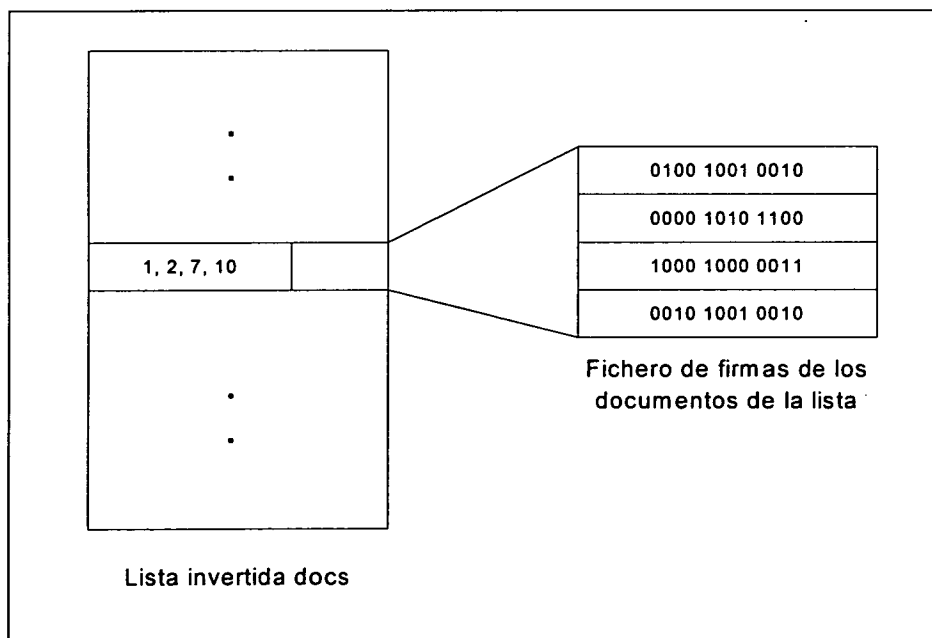 1, 2, 7, 10
0100 1001 0010
0000 1010 1100
1000 1000 0011
0010 1001 0010
Fichero de firmas de los
documentos de la lista
Lista invertida docs